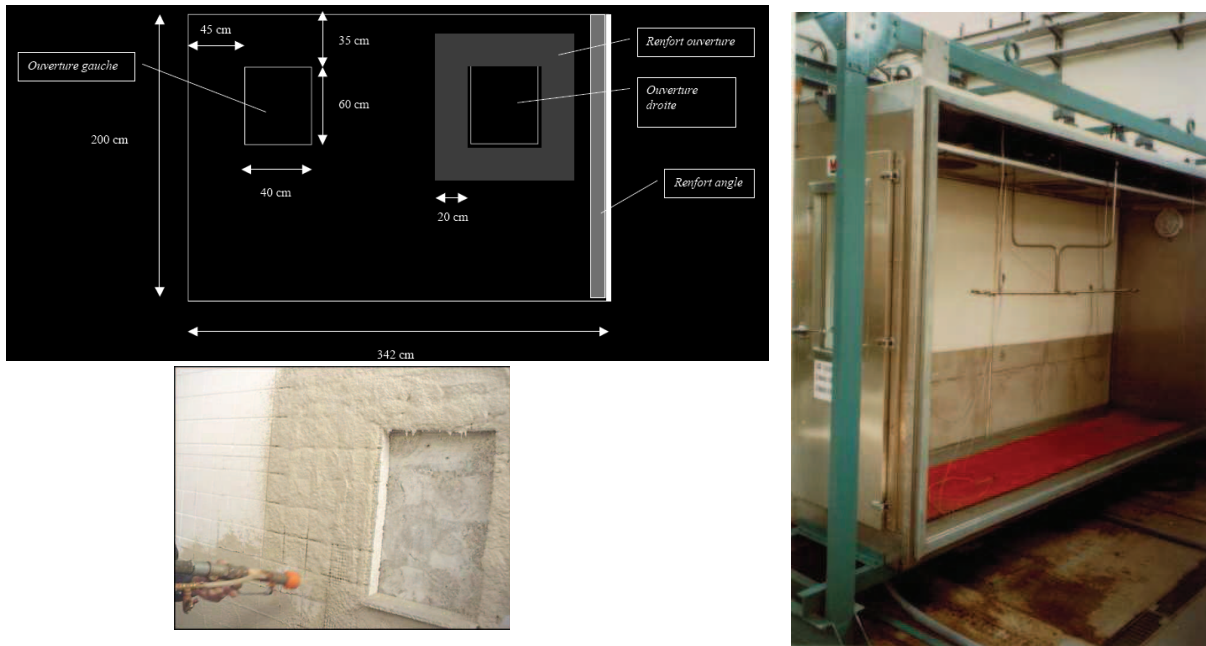 45 cm
35 cm
Ouverture gauche
60 cm
200 cm
40 cm
20 cm
342 cm
Renfort ouverture
Ouverture
droite
Renfort angle